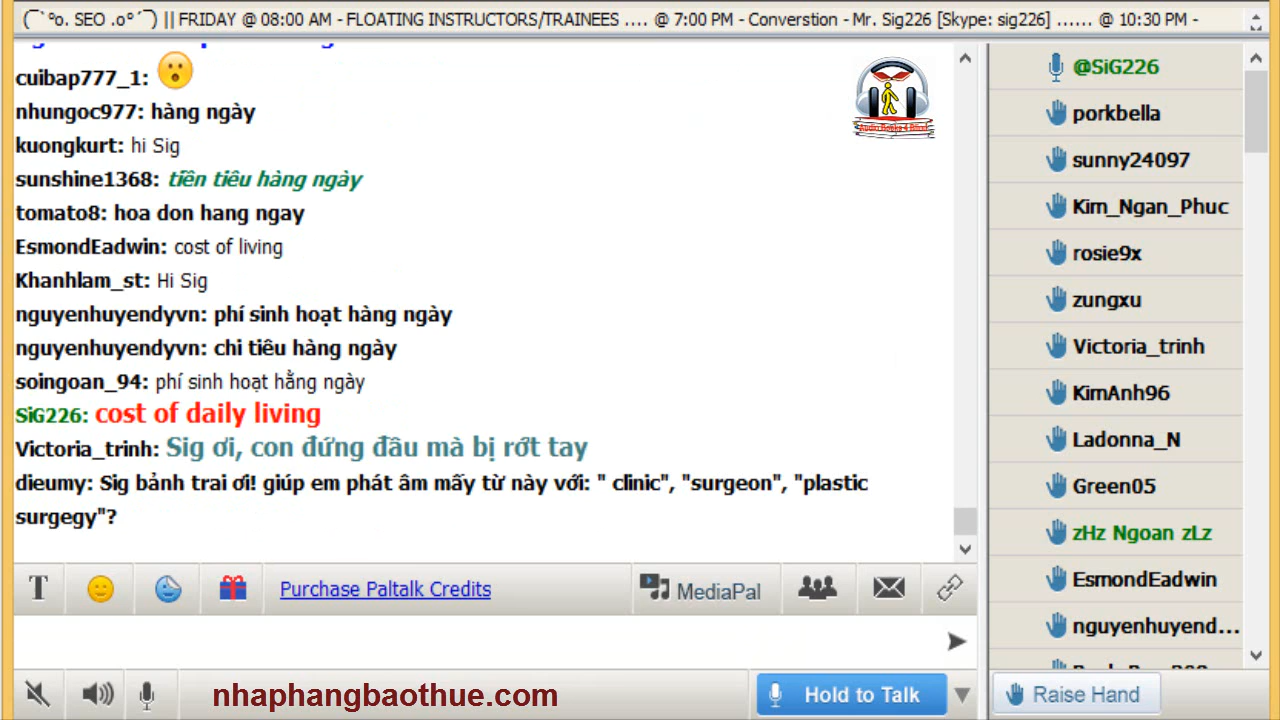 (¯`°o. SEO .o°´¯) || FRIDAY @ 08:00 AM - FLOATING INSTRUCTORS/TRAINEES .... @ 7:00 PM - Converstion - Mr. Sig226 [Skype: sig226] ...... @ 10:30 PM -
cuibap777_1:
nhungoc977: hàng ngày
kuongkurt: hi Sig
sunshine1368: tiền tiêu hàng ngày
tomato8: hoa don hang ngay
EsmondEadwin: cost of living
Khanhlam_st: Hi Sig
nguyenhuyendyvn: phí sinh hoạt hàng ngày
nguyenhuyendyvn: chi tiêu hàng ngày
soingoan_94: phí sinh hoạt hằng ngày
SiG226: cost of daily living
Victoria_trinh: Sig ơi, con đứng đầu mà bị rớt tay
dieumy: Sig bảnh trai ơi! giúp em phát âm mấy từ này với: " clinic", "surgeon", "plastic
surgegy"?
Audio Books 4 Blind
@SiG226
porkbella
sunny24097
Kim_Ngan_Phuc
rosie9x
zungxu
Victoria_trinh
KimAnh96
Ladonna_N
Green05
zHz Ngoan zLz
EsmondEadwin
nguyenhuyend...
T
Purchase Paltalk Credits
MediaPal
nhaphangbaothue.com
Hold to Talk
Raise Hand